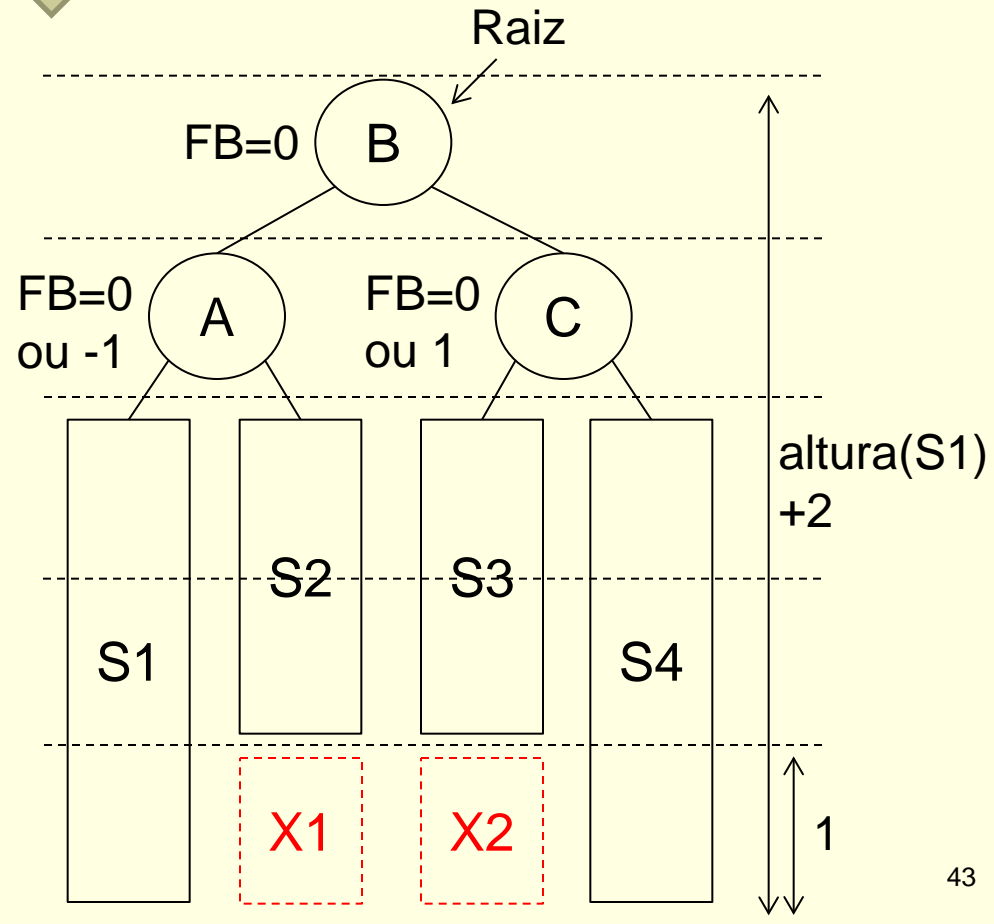 Raiz
FB=0
B
FB=0
ou -1
A
FB=0
ou 1
C
altura(S1)
+2
S2
S3
S1
S4
X1
X2
1
43